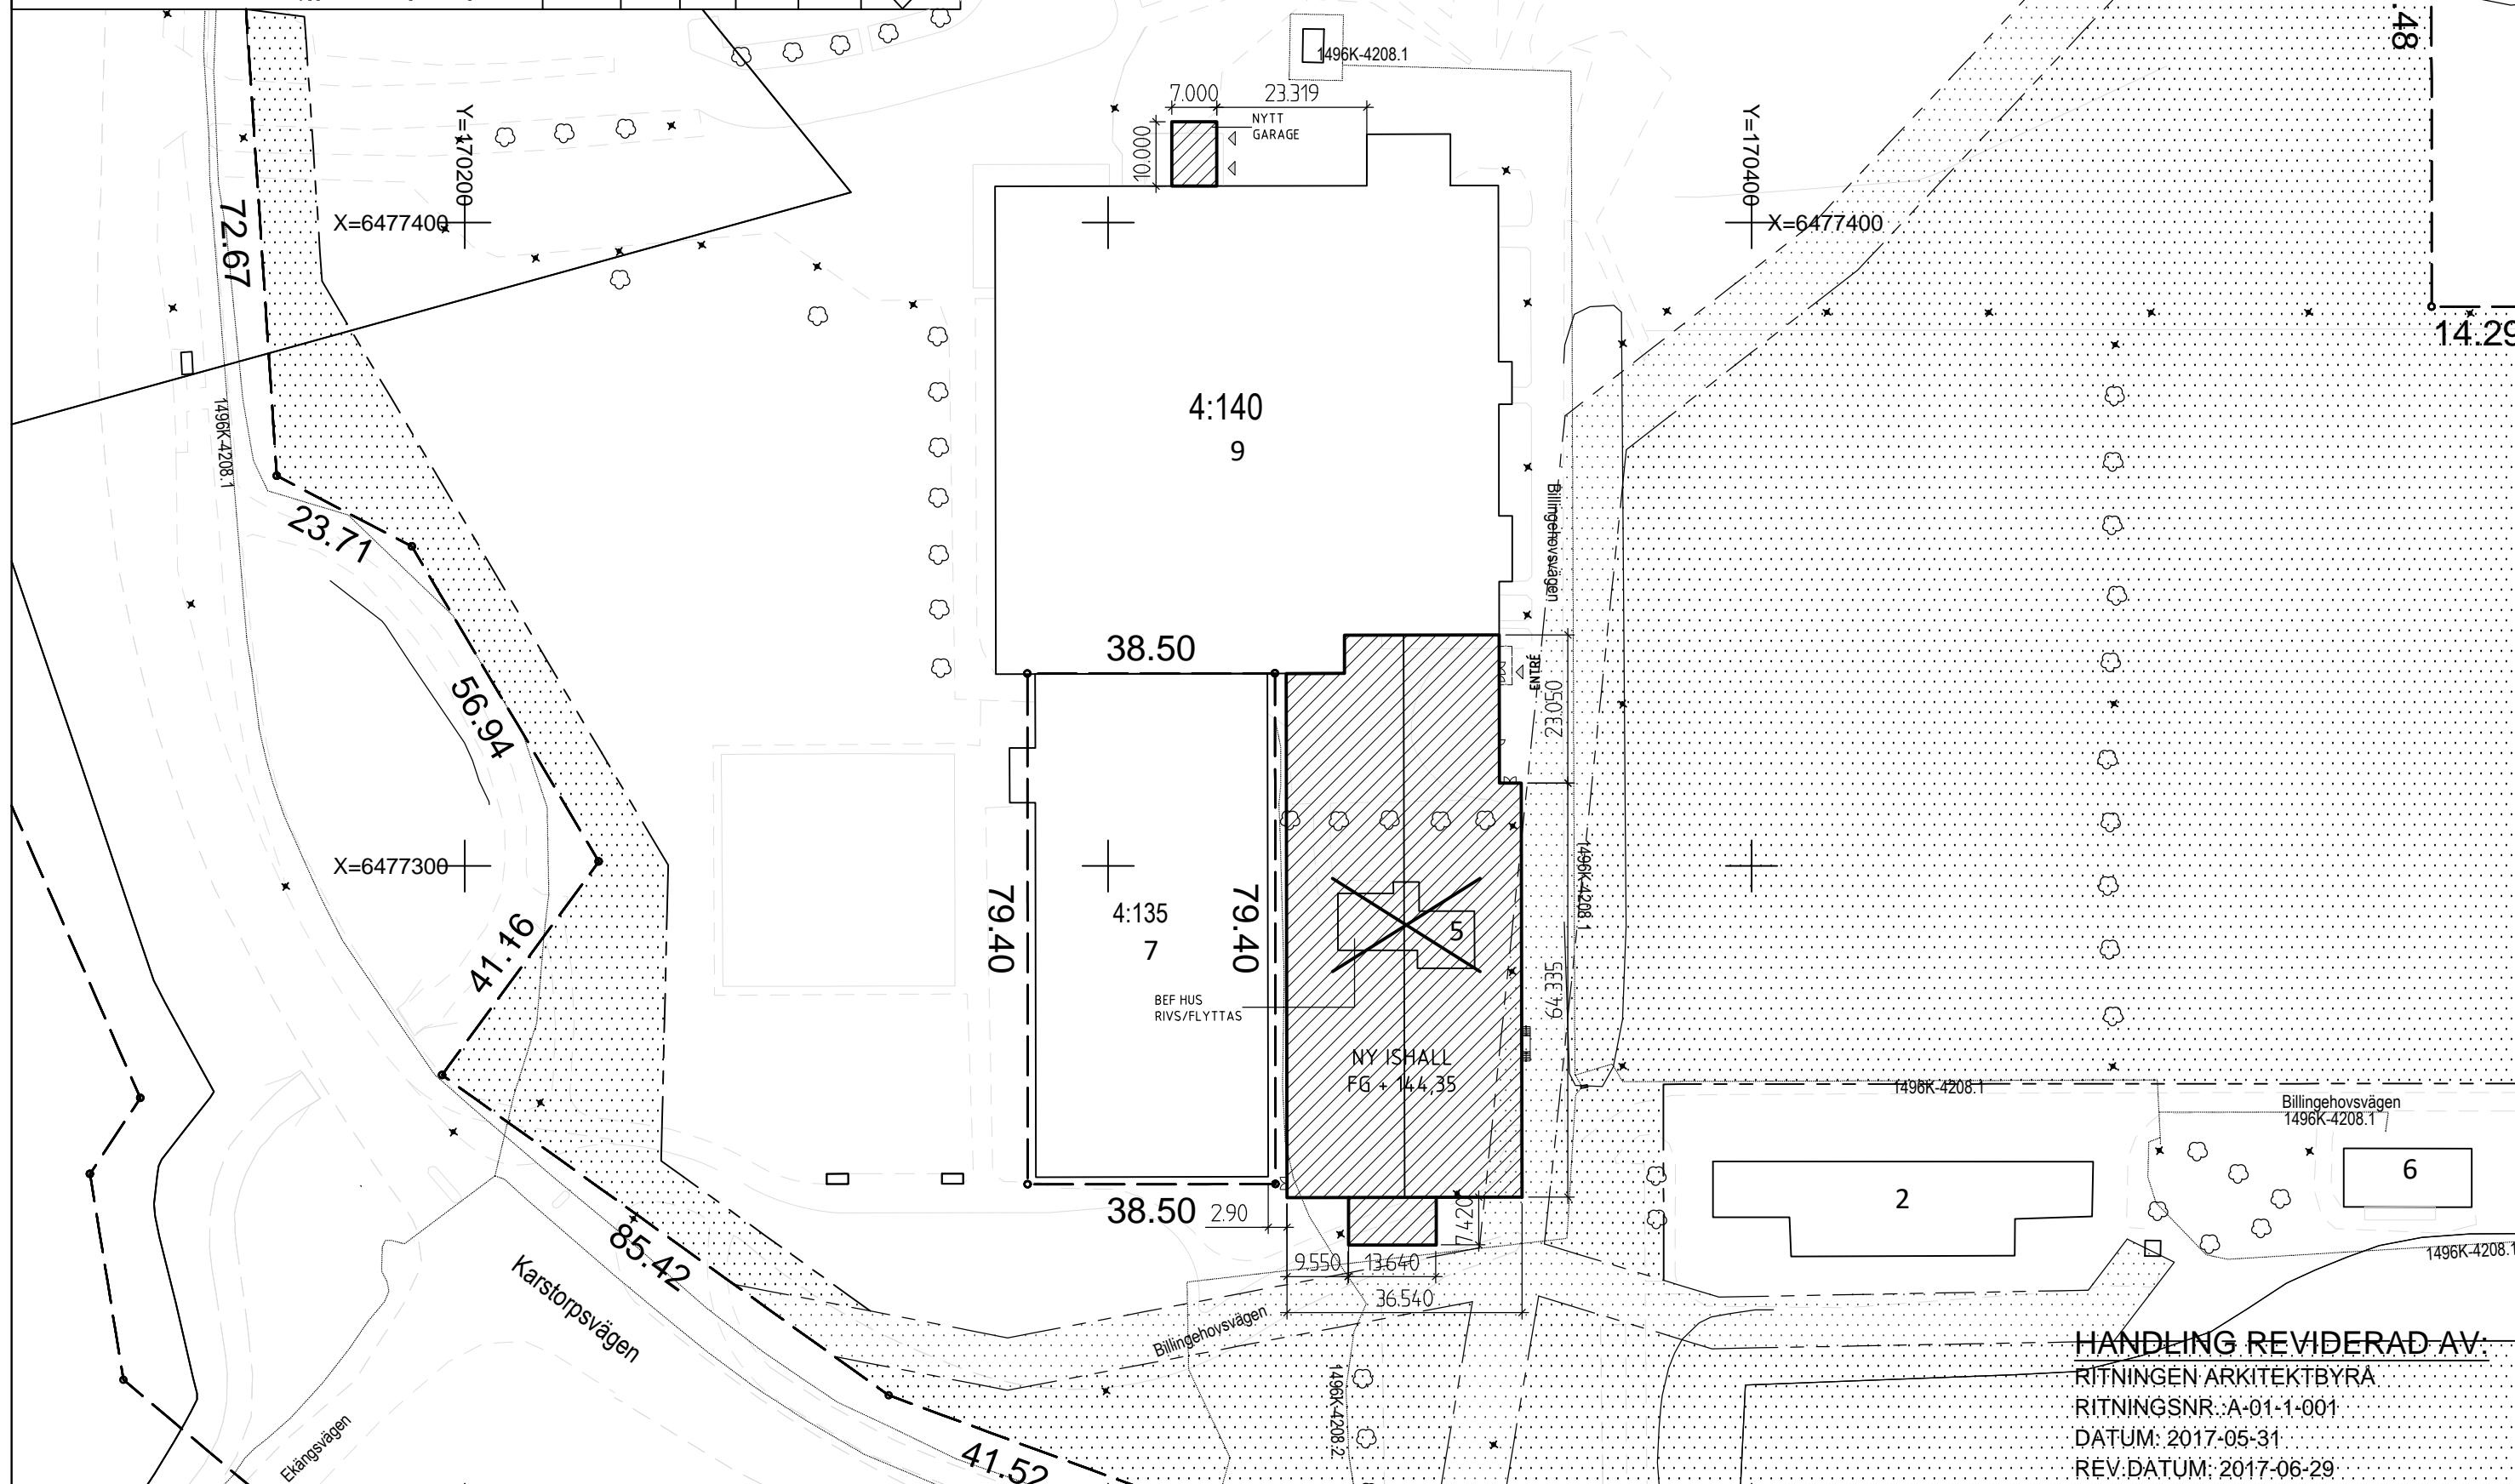 .48
1496K-4208.1
7.000
23.319
NYTT
GARAGE
10.000
Y=170200
X=6477400
Y=170400
X=6477400
72.67
14.29
1496K-4208.1
4:140
9
23.71
Billingehovsvägen
38.50
ENTRÉ
23.050
56.94
X=6477300
79.40
4:135
7
79.40
5
1496K-4208.1
41.16
BEF HUS
RIVS/FLYTTAS
64.335
NY ISHALL
FG + 144,35
1496K-4208.1
Billingehovsvägen
1496K-4208.1
2
6
38.50
2.90
7.420
85.42
Karstorpsvägen
9.550
13.640
36.540
1496K-4208.1
Billingehovsvägen
1496K-4208.2
Ekängsvägen
41.52
HANDLING REVIDERAD AV:
RITNINGEN ARKITEKTBYRÅ
RITNINGSNR.:A-01-1-001
DATUM: 2017-05-31
REV.DATUM: 2017-06-29